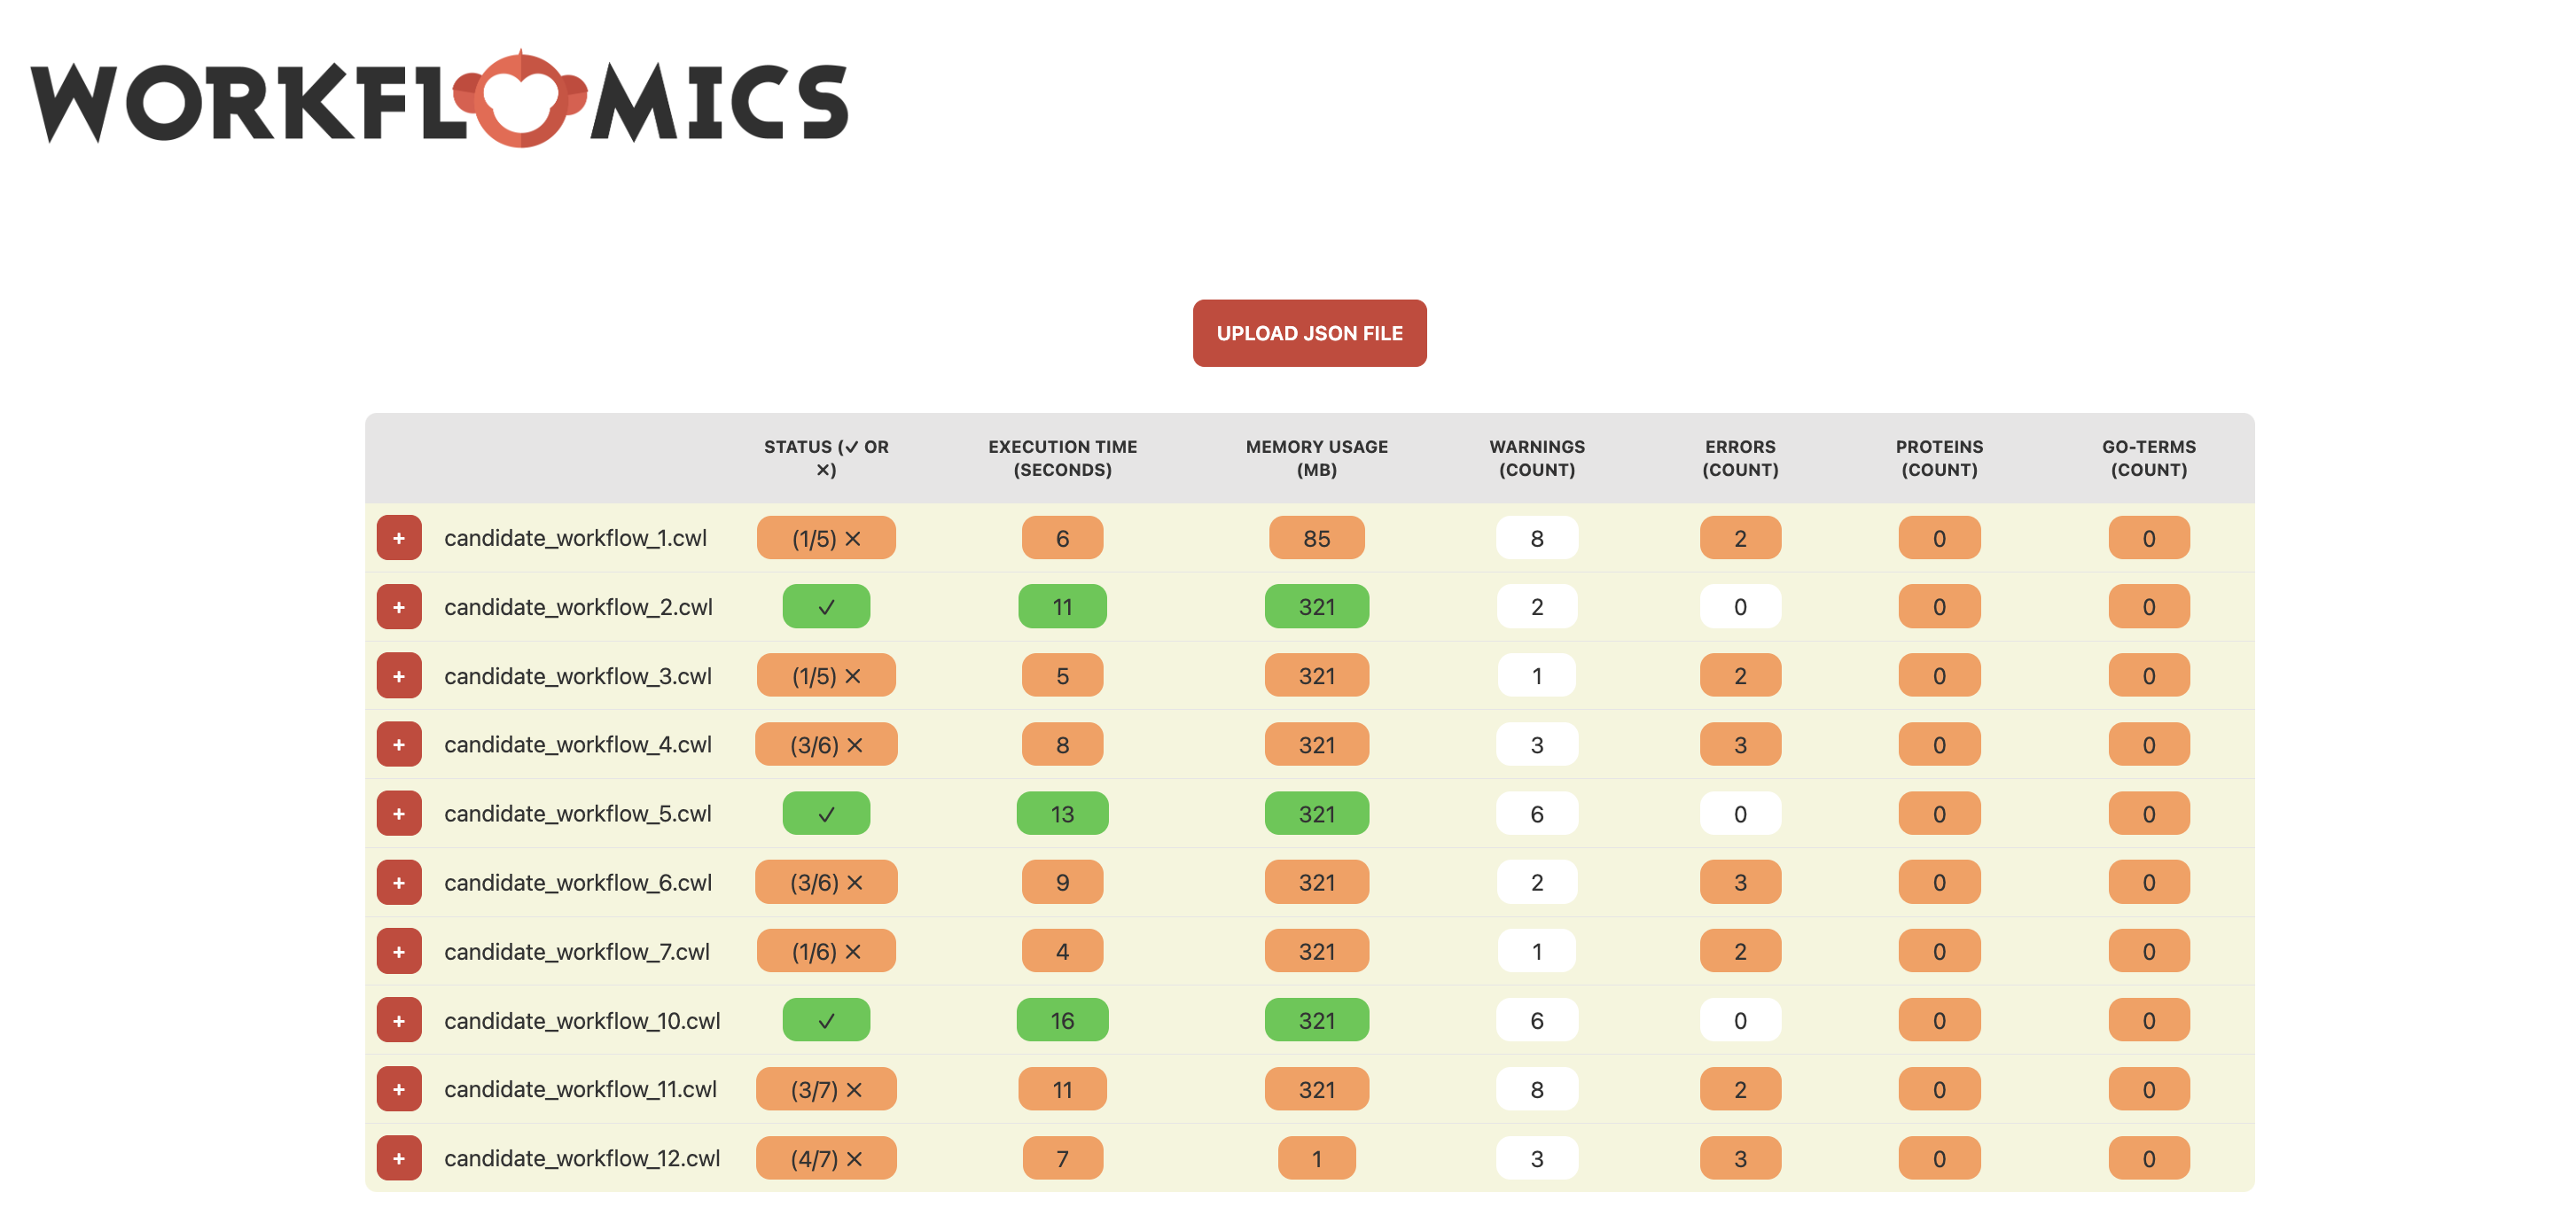 WORKFLOMICS
UPLOAD JSON FILE
STATUS (✓ OR ✕) EXECUTION TIME (SECONDS) MEMORY USAGE (MB) WARNINGS (COUNT) ERRORS (COUNT) PROTEINS (COUNT) GO-TERMS (COUNT)
+ candidate_workflow_1.cwl (1/5) ✕ 6 85 8 2 0 0
+ candidate_workflow_2.cwl ✓ 11 321 2 0 0 0
+ candidate_workflow_3.cwl (1/5) ✕ 5 321 1 2 0 0
+ candidate_workflow_4.cwl (3/6) ✕ 8 321 3 3 0 0
+ candidate_workflow_5.cwl ✓ 13 321 6 0 0 0
+ candidate_workflow_6.cwl (3/6) ✕ 9 321 2 3 0 0
+ candidate_workflow_7.cwl (1/6) ✕ 4 321 1 2 0 0
+ candidate_workflow_10.cwl ✓ 16 321 6 0 0 0
+ candidate_workflow_11.cwl (3/7) ✕ 11 321 8 2 0 0
+ candidate_workflow_12.cwl (4/7) ✕ 7 1 3 3 0 0